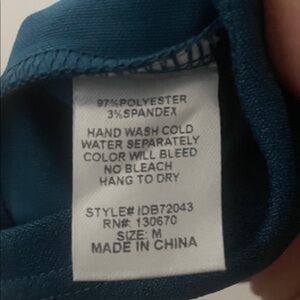 97%POLYESTER
3%SPANDEX
HAND WASH COLD
WATER SEPARATELY
COLOR WILL BLEED
NO BLEACH
HANG TO DRY
STYLE# IDB72043
RN#: 130670
SIZE: M
MADE IN CHINA